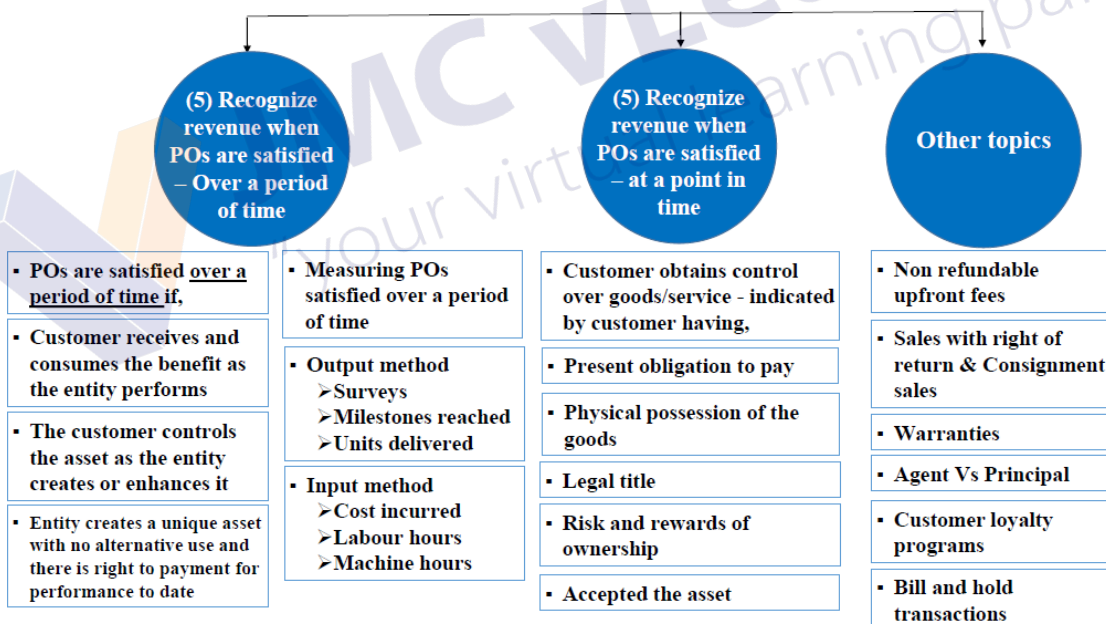 JMC vLe
"your virtual learning par
(5) Recognize
revenue when
POs are satisfied
– Over a period
of time
(5) Recognize
revenue when
POs are satisfied
– at a point in
time
Other topics
▪ POs are satisfied over a
period of time if,
▪ Customer receives and
consumes the benefit as
the entity performs
▪ The customer controls
the asset as the entity
creates or enhances it
▪ Entity creates a unique asset
with no alternative use and
there is right to payment for
performance to date
▪ Measuring POs
satisfied over a period
of time
▪ Output method
➢Surveys
➢Milestones reached
➢Units delivered
▪ Input method
➢Cost incurred
➢Labour hours
➢Machine hours
▪ Customer obtains control
over goods/service - indicated
by customer having,
▪ Present obligation to pay
▪ Physical possession of the
goods
▪ Legal title
▪ Risk and rewards of
ownership
▪ Accepted the asset
▪ Non refundable
upfront fees
▪ Sales with right of
return & Consignment
sales
▪ Warranties
▪ Agent Vs Principal
▪ Customer loyalty
programs
▪ Bill and hold
transactions